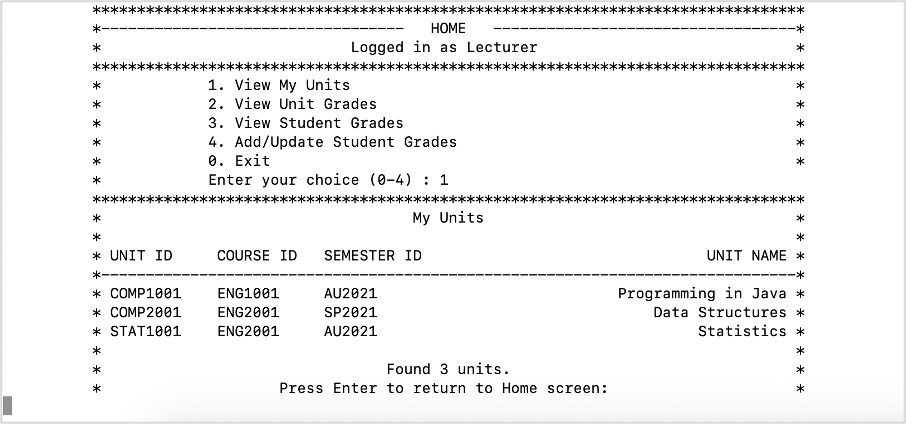 *******************************************************************************
*---------------------------------- HOME ----------------------------------*
* Logged in as Lecturer *
*******************************************************************************
* 1. View My Units *
* 2. View Unit Grades *
* 3. View Student Grades *
* 4. Add/Update Student Grades *
* 0. Exit *
* Enter your choice (0-4) : 1
*******************************************************************************
* My Units *
* *
* UNIT ID COURSE ID SEMESTER ID UNIT NAME *
*-----------------------------------------------------------------------------*
* COMP1001 ENG1001 AU2021 Programming in Java *
* COMP2001 ENG2001 SP2021 Data Structures *
* STAT1001 ENG2001 AU2021 Statistics *
* *
* Found 3 units. *
* Press Enter to return to Home screen: *